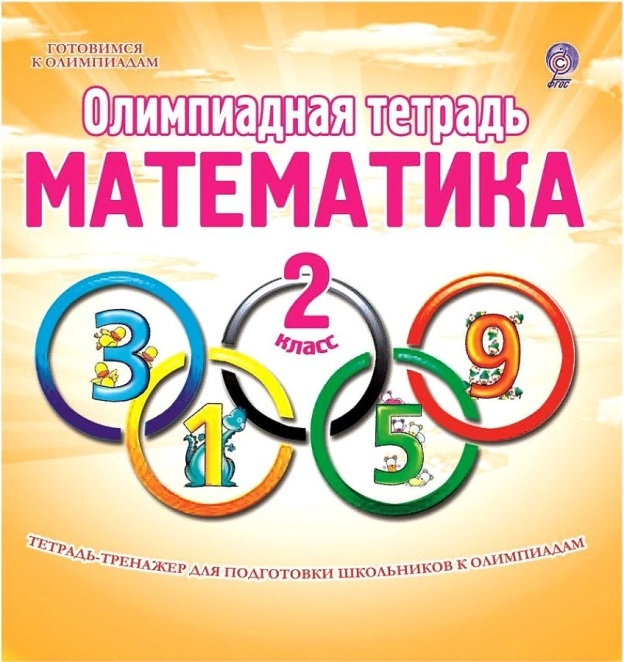 ГОТОВИМСЯ
К ОЛИМПИАДАМ
ФГОС
Олимпиадная тетрадь
МАТЕМАТИКА
2
класс
3
9
1
5
ТЕТРАДЬ-ТРЕНАЖЕР ДЛЯ ПОДГОТОВКИ ШКОЛЬНИКОВ К ОЛИМПИАДАМ